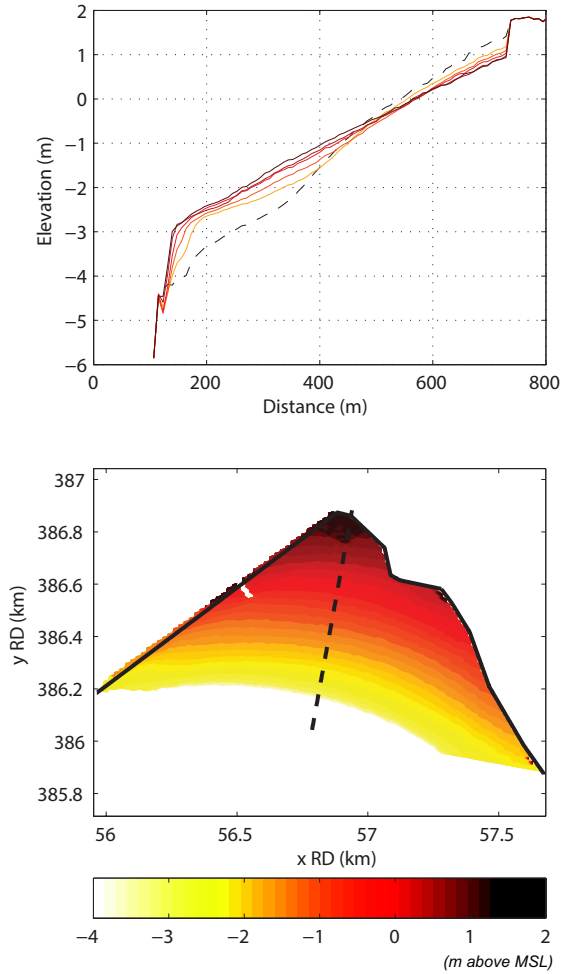 2
1
0
−1
−2
−3
−4
−5
−6
Elevation (m)
0 200 400 600 800
Distance (m)
387
386.8
386.6
386.4
386.2
386
385.8
y RD (km)
56 56.5 57 57.5
x RD (km)
−4 −3 −2 −1 0 1 2
(m above MSL)